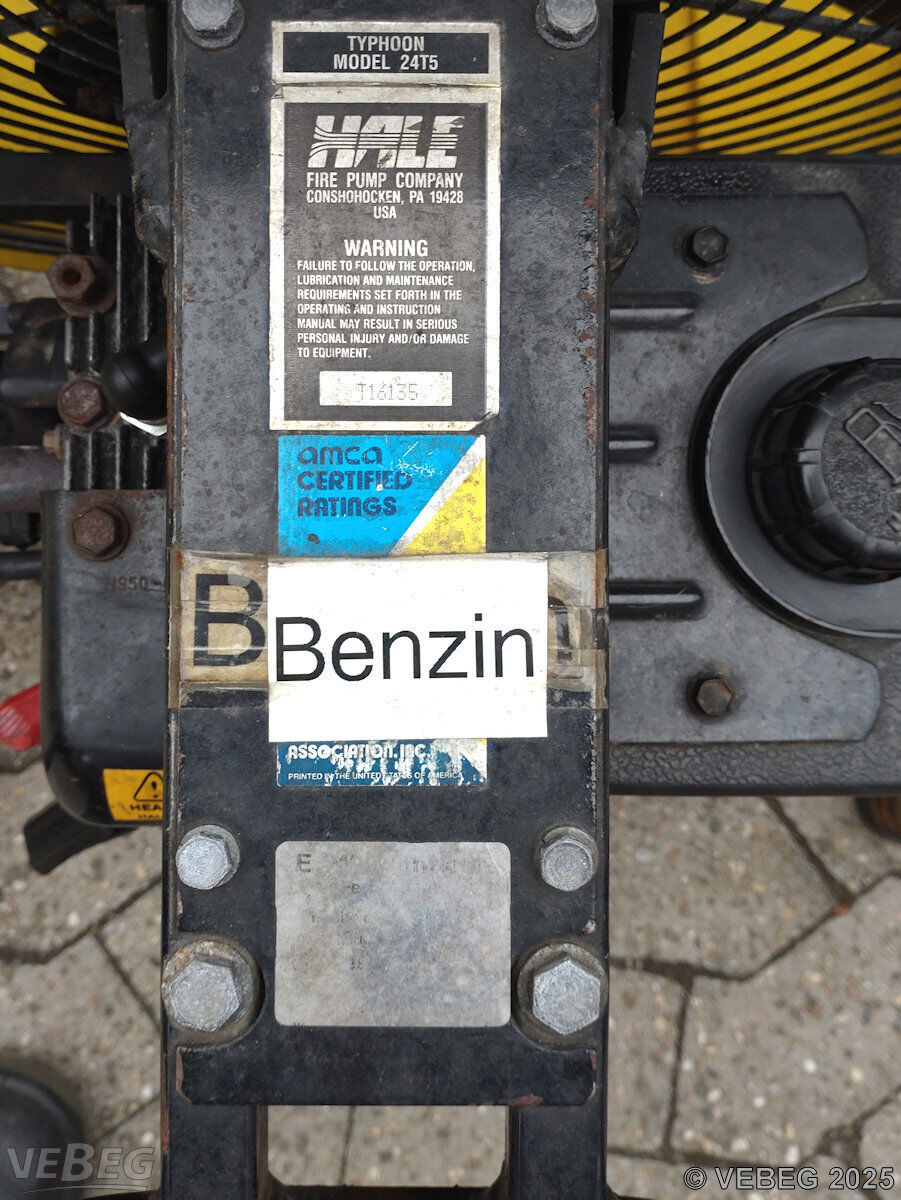 TYPHOON
MODEL 24T5
HALE
FIRE PUMP COMPANY
CONSHOHOCKEN, PA 19428
USA
WARNING
FAILURE TO FOLLOW THE OPERATION,
LUBRICATION AND MAINTENANCE
REQUIREMENTS SET FORTH IN THE
OPERATING AND INSTRUCTION
MANUAL MAY RESULT IN SERIOUS
PERSONAL INJURY AND/OR DAMAGE
TO EQUIPMENT.
T16135
amca
CERTIFIED
RATINGS
B
Benzin
ASSOCIATION, INC.
PRINTED IN THE UNITED STATES OF AMERICA
E
VEBEG
© VEBEG 2025